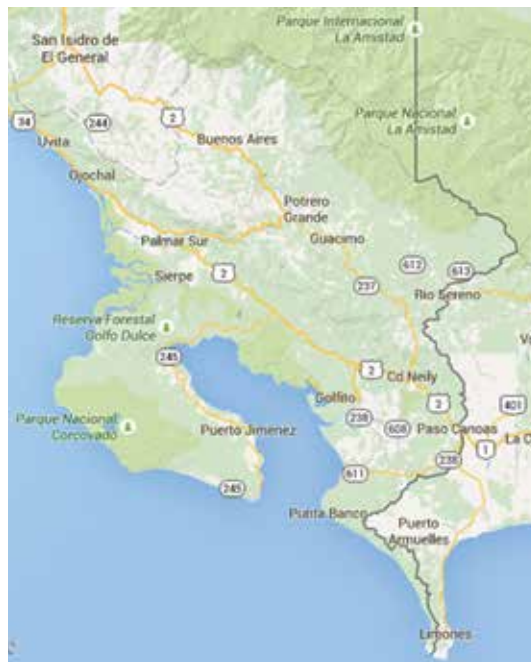 Parque Internacional
La Amistad
San Isidro de
El General
34
244
2
Parque Nacional
La Amistad
Uvita
Buenos Aires
Ojochal
Potrero
Grande
Guacimo
Palmar Sur
612
613
Sierpe
2
237
Rio Sereno
Reserva Forestal
Golfo Dulce
245
2
Cd Neily
Golfito
2
401
238
608
Paso Canoas
Parque Nacional
Corcovado
Puerto Jimenez
1
La C
238
611
245
Punta Banco
Puerto
Armuelles
Limones